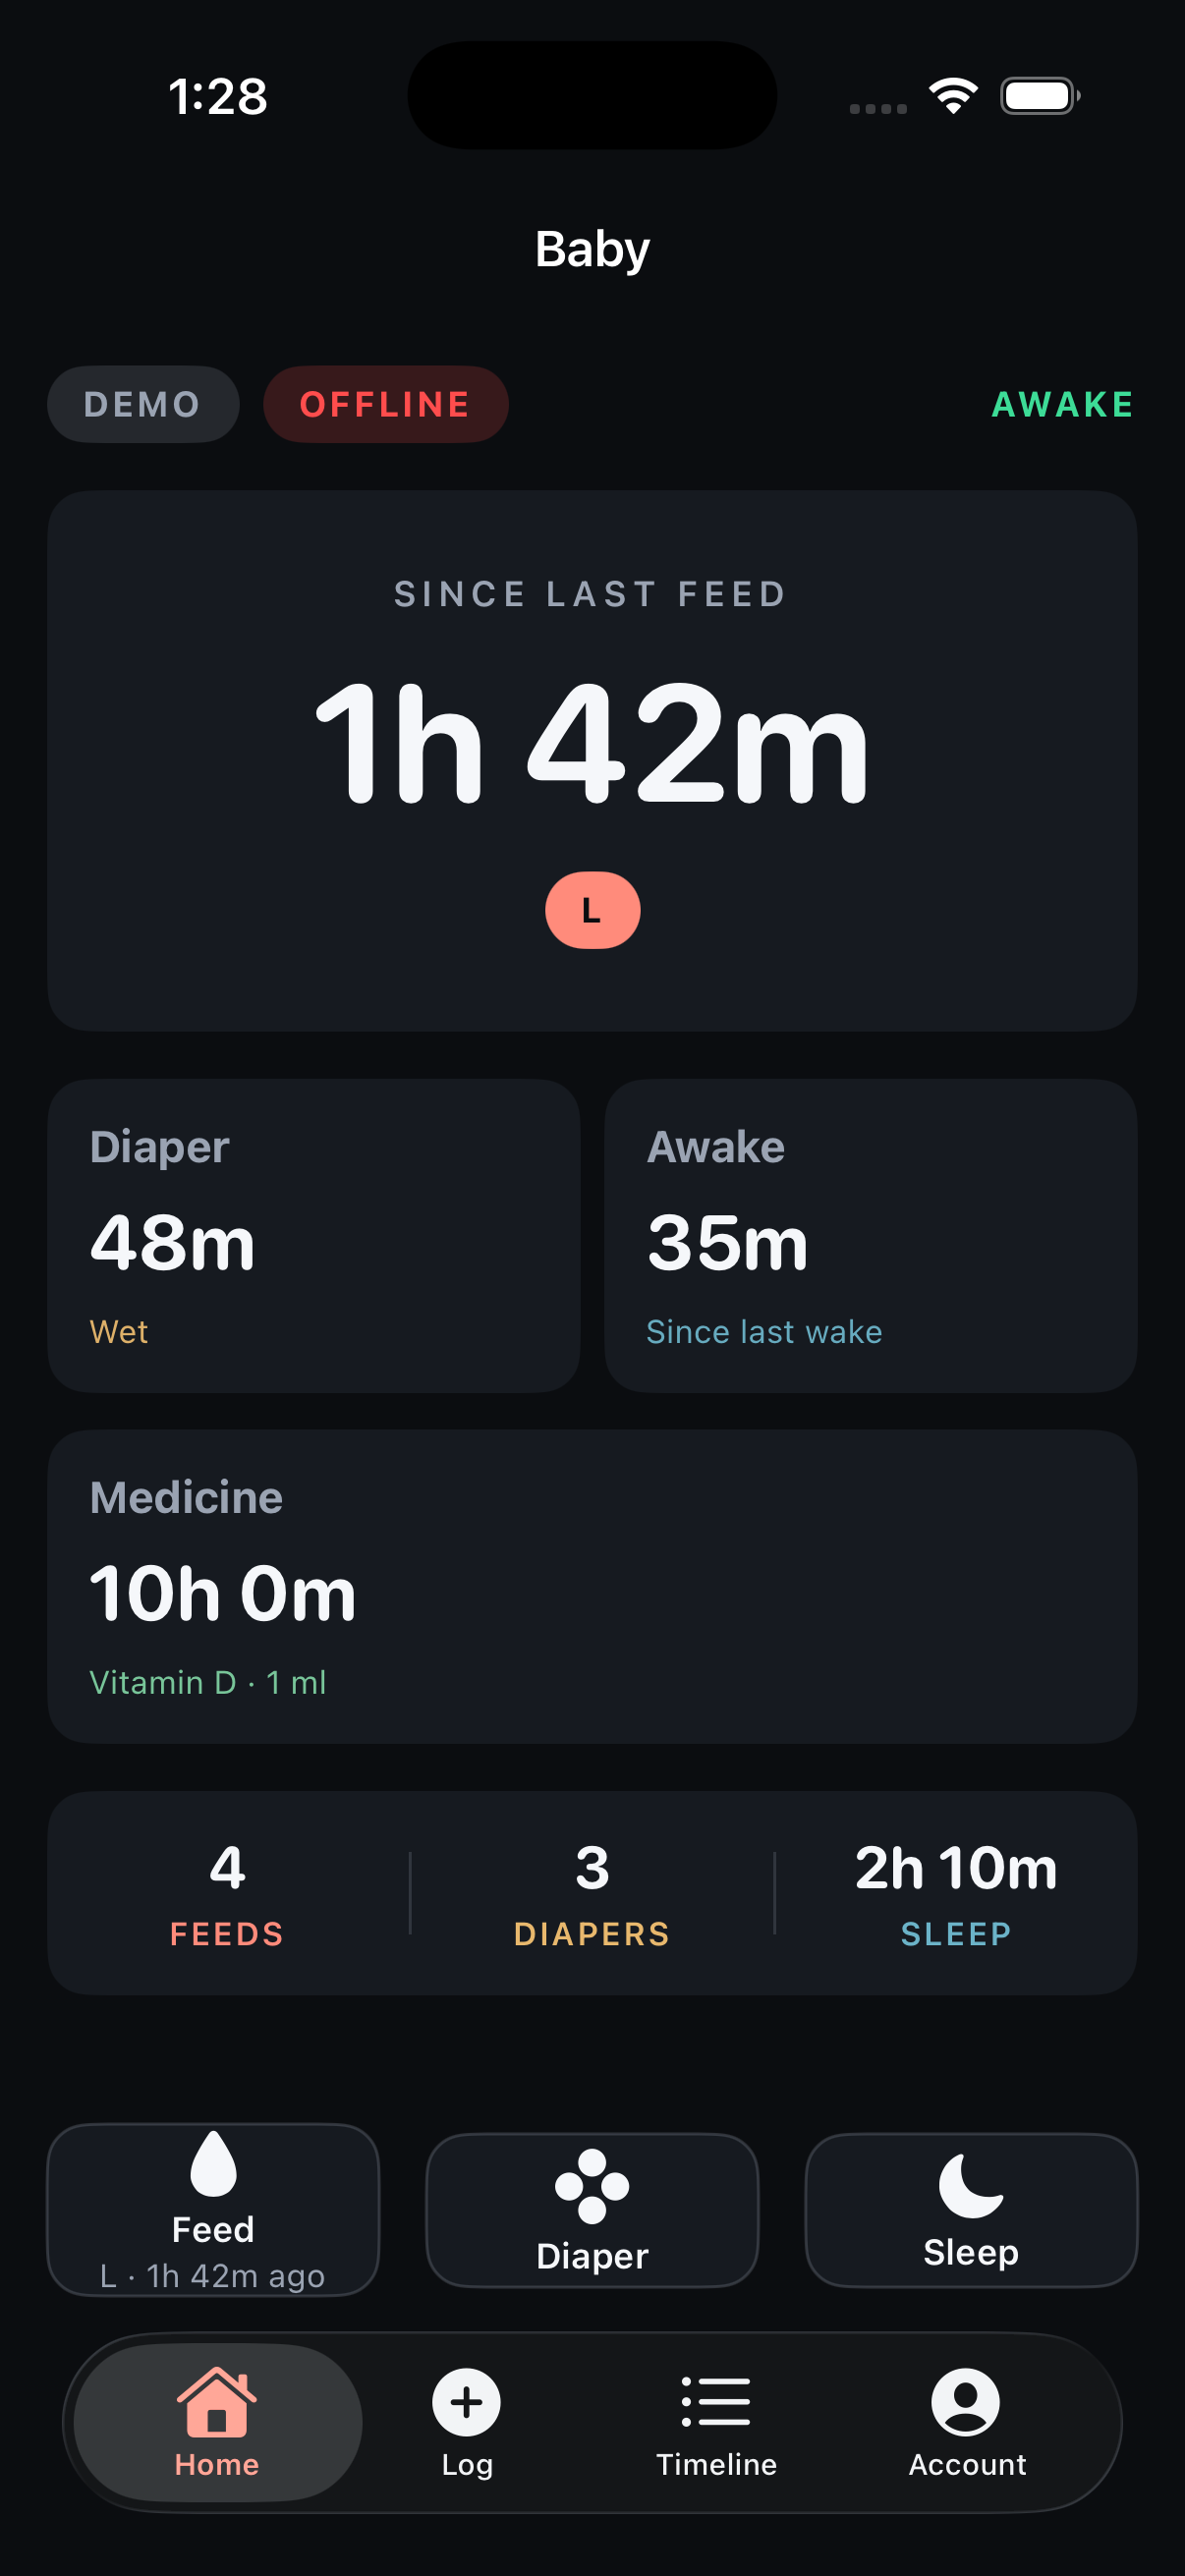 1:28
Baby
DEMO OFFLINE AWAKE
SINCE LAST FEED
1h 42m
L
Diaper Awake
48m 35m
Wet Since last wake
Medicine
10h 0m
Vitamin D · 1 ml
4 3 2h 10m
FEEDS DIAPERS SLEEP
Feed Diaper Sleep
L · 1h 42m ago
Home Log Timeline Account